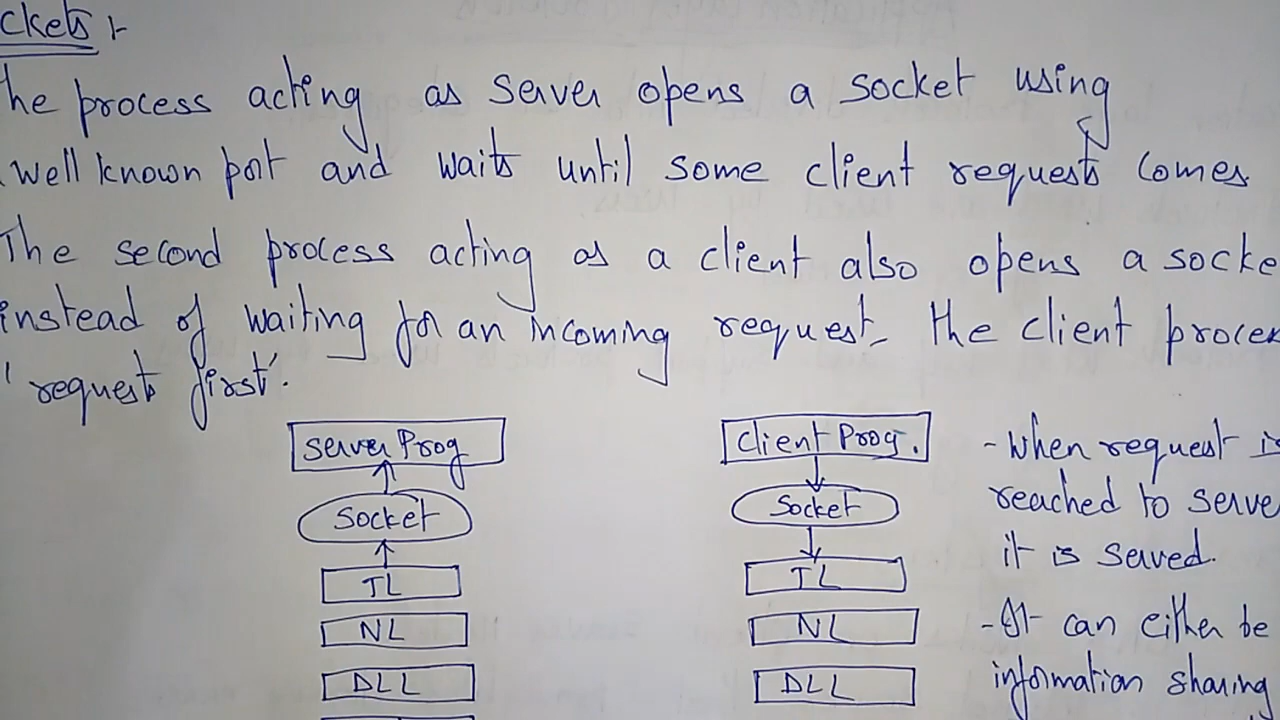 ckets :-
he process acting as server opens a socket using
well known port and waits until some client requests comes
The second process acting as a client also opens a socke
instead of waiting for an incoming request- the client proces
requests first'.
Server Prog
Socket
TL
NL
DLL
Client Prog.
Socket
TL
NL
DLL
- When request is
reached to serve
it is served.
- It can either be
information sharing